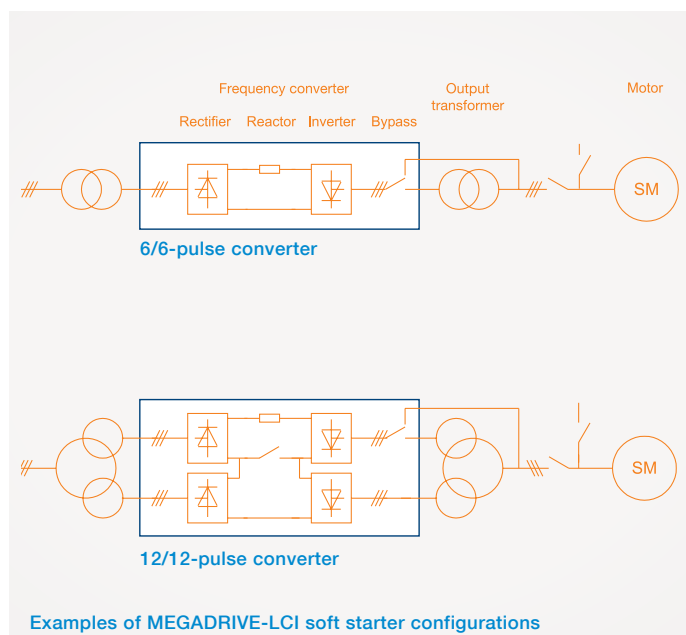 Frequency converter
Output
transformer
Motor
Rectifier Reactor Inverter Bypass
SM
6/6-pulse converter
SM
12/12-pulse converter
Examples of MEGADRIVE-LCI soft starter configurations